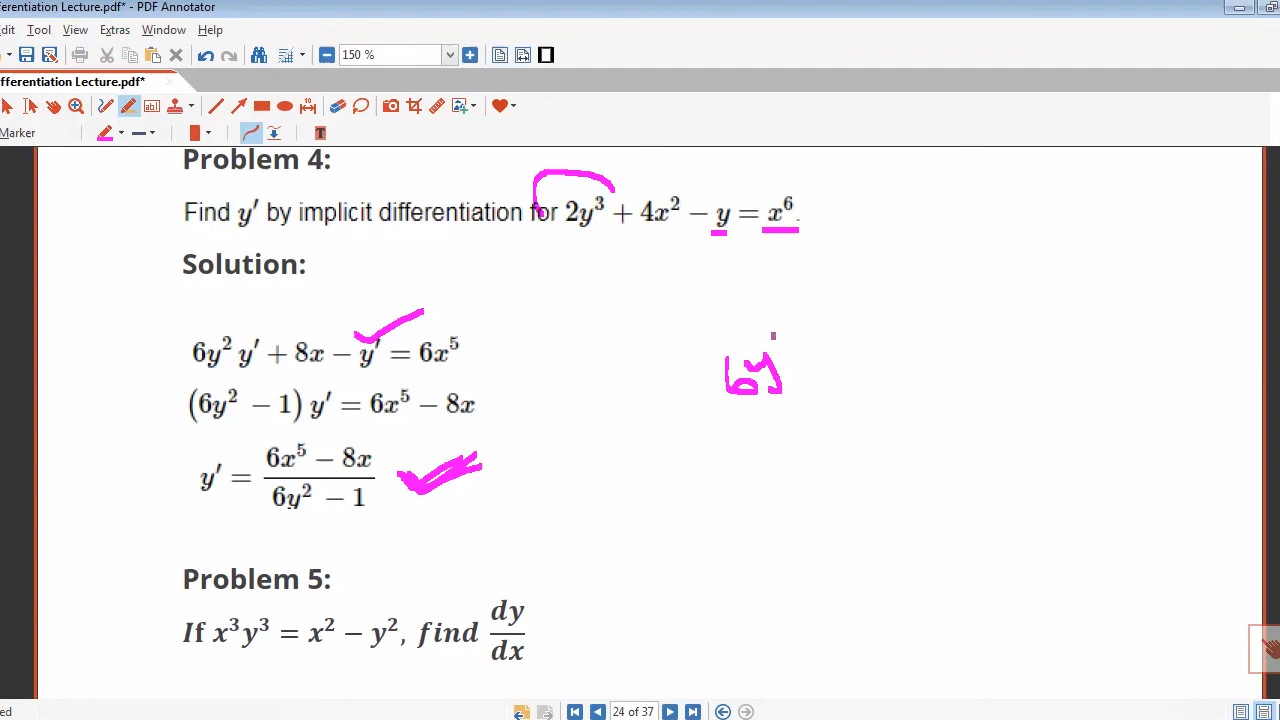 fferentiation Lecture.pdf* - PDF Annotator
dit Tool View Extras Window Help
150 %
fferentiation Lecture.pdf*
Marker
Problem 4:
Find y′ by implicit differentiation for 2y³ + 4x² − y = x⁶.
Solution:
6y² y′ + 8x − y′ = 6x⁵
6y
(6y² − 1) y′ = 6x⁵ − 8x
y′ = (6x⁵ − 8x)/(6y² − 1)
Problem 5:
If x³y³ = x² − y², find dy/dx
24 of 37